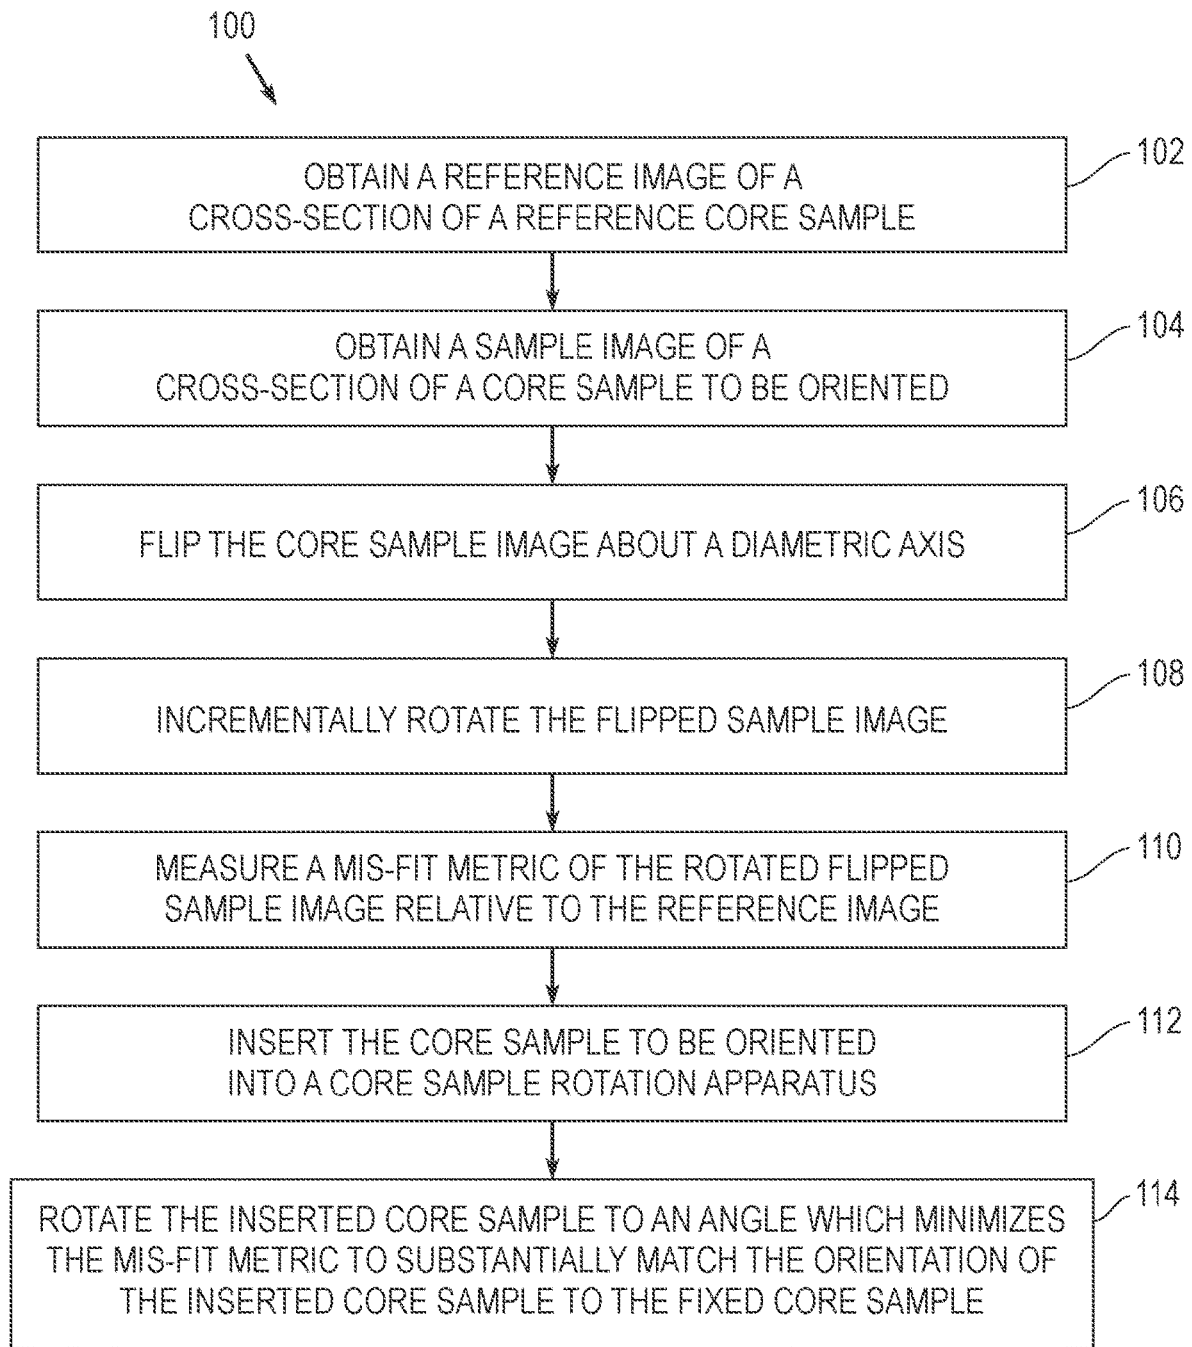 100
OBTAIN A REFERENCE IMAGE OF A
CROSS-SECTION OF A REFERENCE CORE SAMPLE
102
OBTAIN A SAMPLE IMAGE OF A
CROSS-SECTION OF A CORE SAMPLE TO BE ORIENTED
104
FLIP THE CORE SAMPLE IMAGE ABOUT A DIAMETRIC AXIS
106
INCREMENTALLY ROTATE THE FLIPPED SAMPLE IMAGE
108
MEASURE A MIS-FIT METRIC OF THE ROTATED FLIPPED
SAMPLE IMAGE RELATIVE TO THE REFERENCE IMAGE
110
INSERT THE CORE SAMPLE TO BE ORIENTED
INTO A CORE SAMPLE ROTATION APPARATUS
112
ROTATE THE INSERTED CORE SAMPLE TO AN ANGLE WHICH MINIMIZES
THE MIS-FIT METRIC TO SUBSTANTIALLY MATCH THE ORIENTATION OF
THE INSERTED CORE SAMPLE TO THE FIXED CORE SAMPLE
114